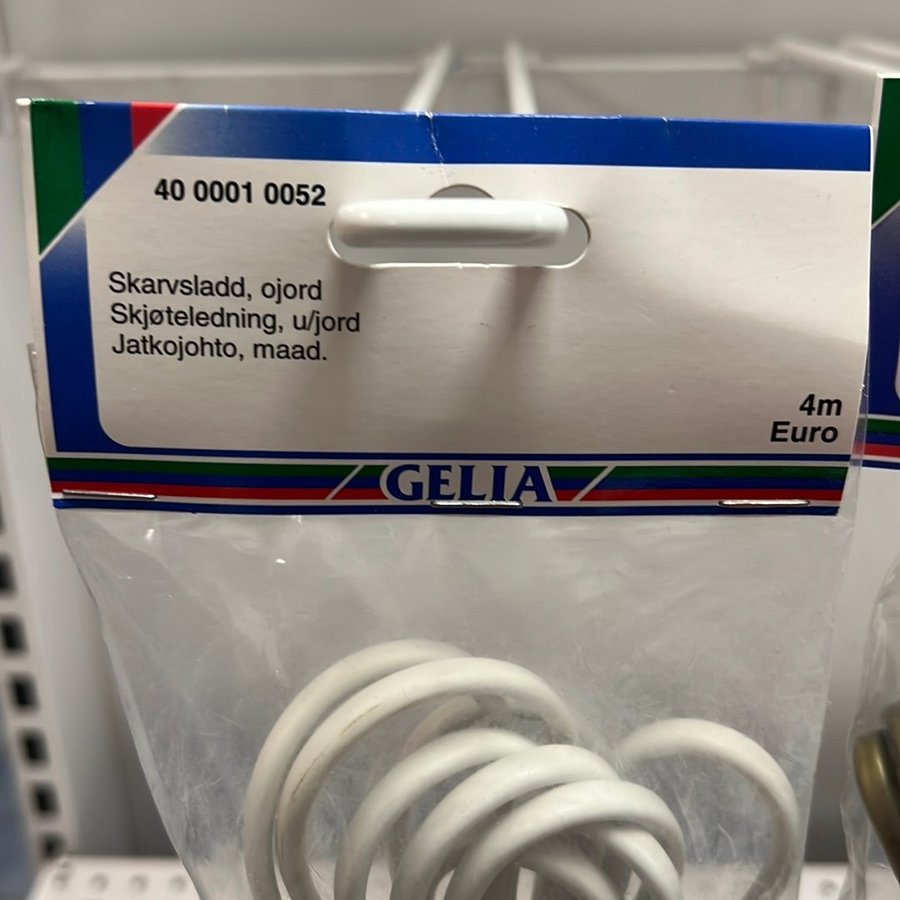 40 0001 0052
Skarvsladd, ojord
Skjøteledning, u/jord
Jatkojohto, maad.
4m
Euro
GELIA